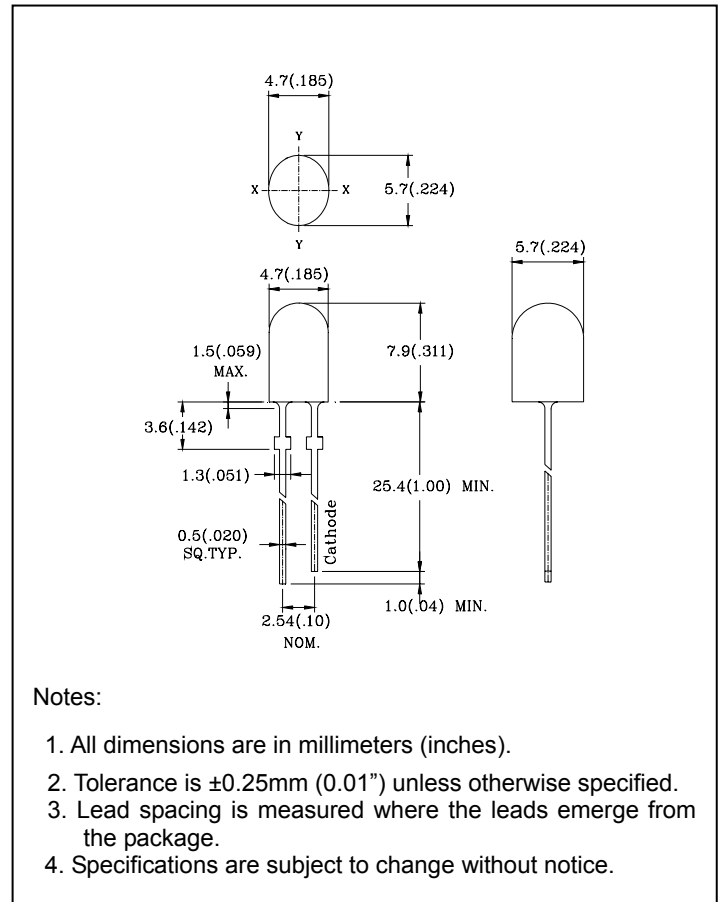 4.7(.185)
Y
X X
5.7(.224)
Y
4.7(.185)
5.7(.224)
1.5(.059)
MAX.
7.9(.311)
3.6(.142)
1.3(.051)
25.4(1.00) MIN.
0.5(.020)
SQ.TYP.
Cathode
1.0(.04) MIN.
2.54(.10)
NOM.
Notes:
1. All dimensions are in millimeters (inches).
2. Tolerance is ±0.25mm (0.01”) unless otherwise specified.
3. Lead spacing is measured where the leads emerge from
the package.
4. Specifications are subject to change without notice.